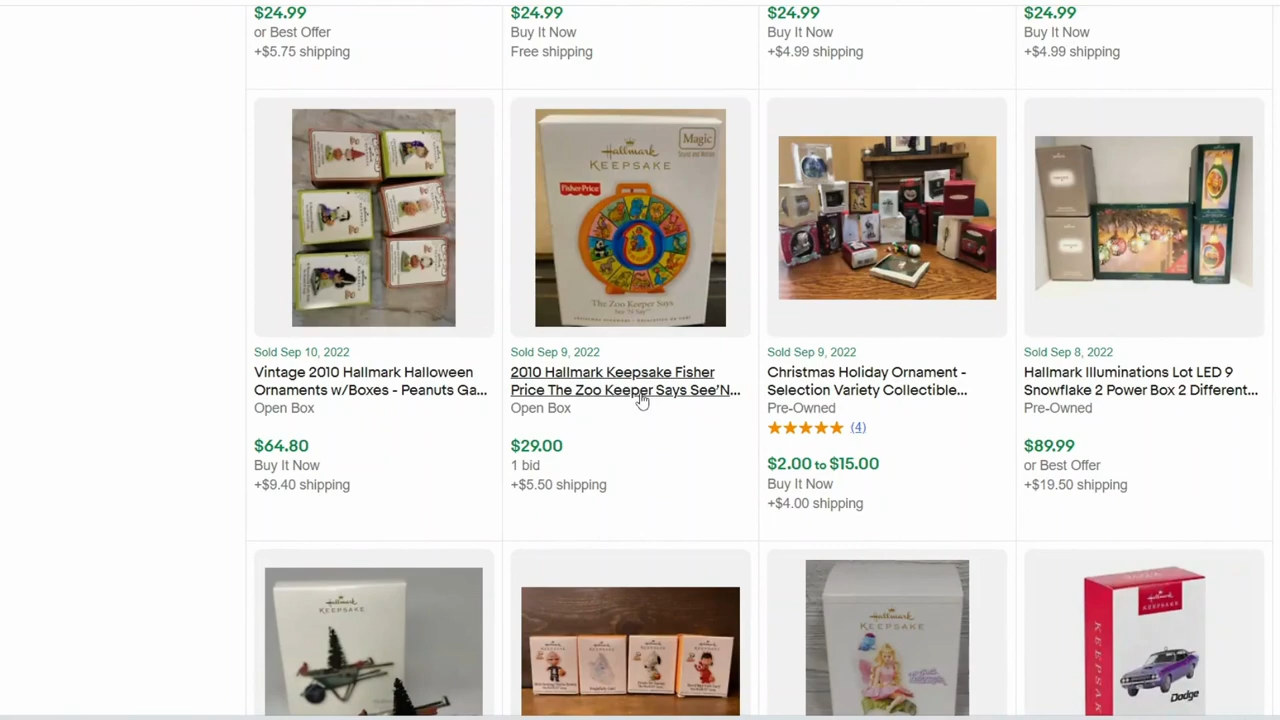 $24.99
or Best Offer
+$5.75 shipping
$24.99
Buy It Now
Free shipping
$24.99
Buy It Now
+$4.99 shipping
$24.99
Buy It Now
+$4.99 shipping
Hallmark
KEEPSAKE
Magic
Sound and Motion
Fisher-Price
The Zoo Keeper Says
See 'N Say
Sold Sep 10, 2022
Vintage 2010 Hallmark Halloween
Ornaments w/Boxes - Peanuts Ga...
Open Box
$64.80
Buy It Now
+$9.40 shipping
Sold Sep 9, 2022
2010 Hallmark Keepsake Fisher
Price The Zoo Keeper Says See'N...
Open Box
$29.00
1 bid
+$5.50 shipping
Sold Sep 9, 2022
Christmas Holiday Ornament -
Selection Variety Collectible...
Pre-Owned
(4)
$2.00 to $15.00
Buy It Now
+$4.00 shipping
Sold Sep 8, 2022
Hallmark Illuminations Lot LED 9
Snowflake 2 Power Box 2 Different...
Pre-Owned
$89.99
or Best Offer
+$19.50 shipping
Hallmark
KEEPSAKE
Hallmark
KEEPSAKE
Hallmark
KEEPSAKE
KEEPSA
Dodge